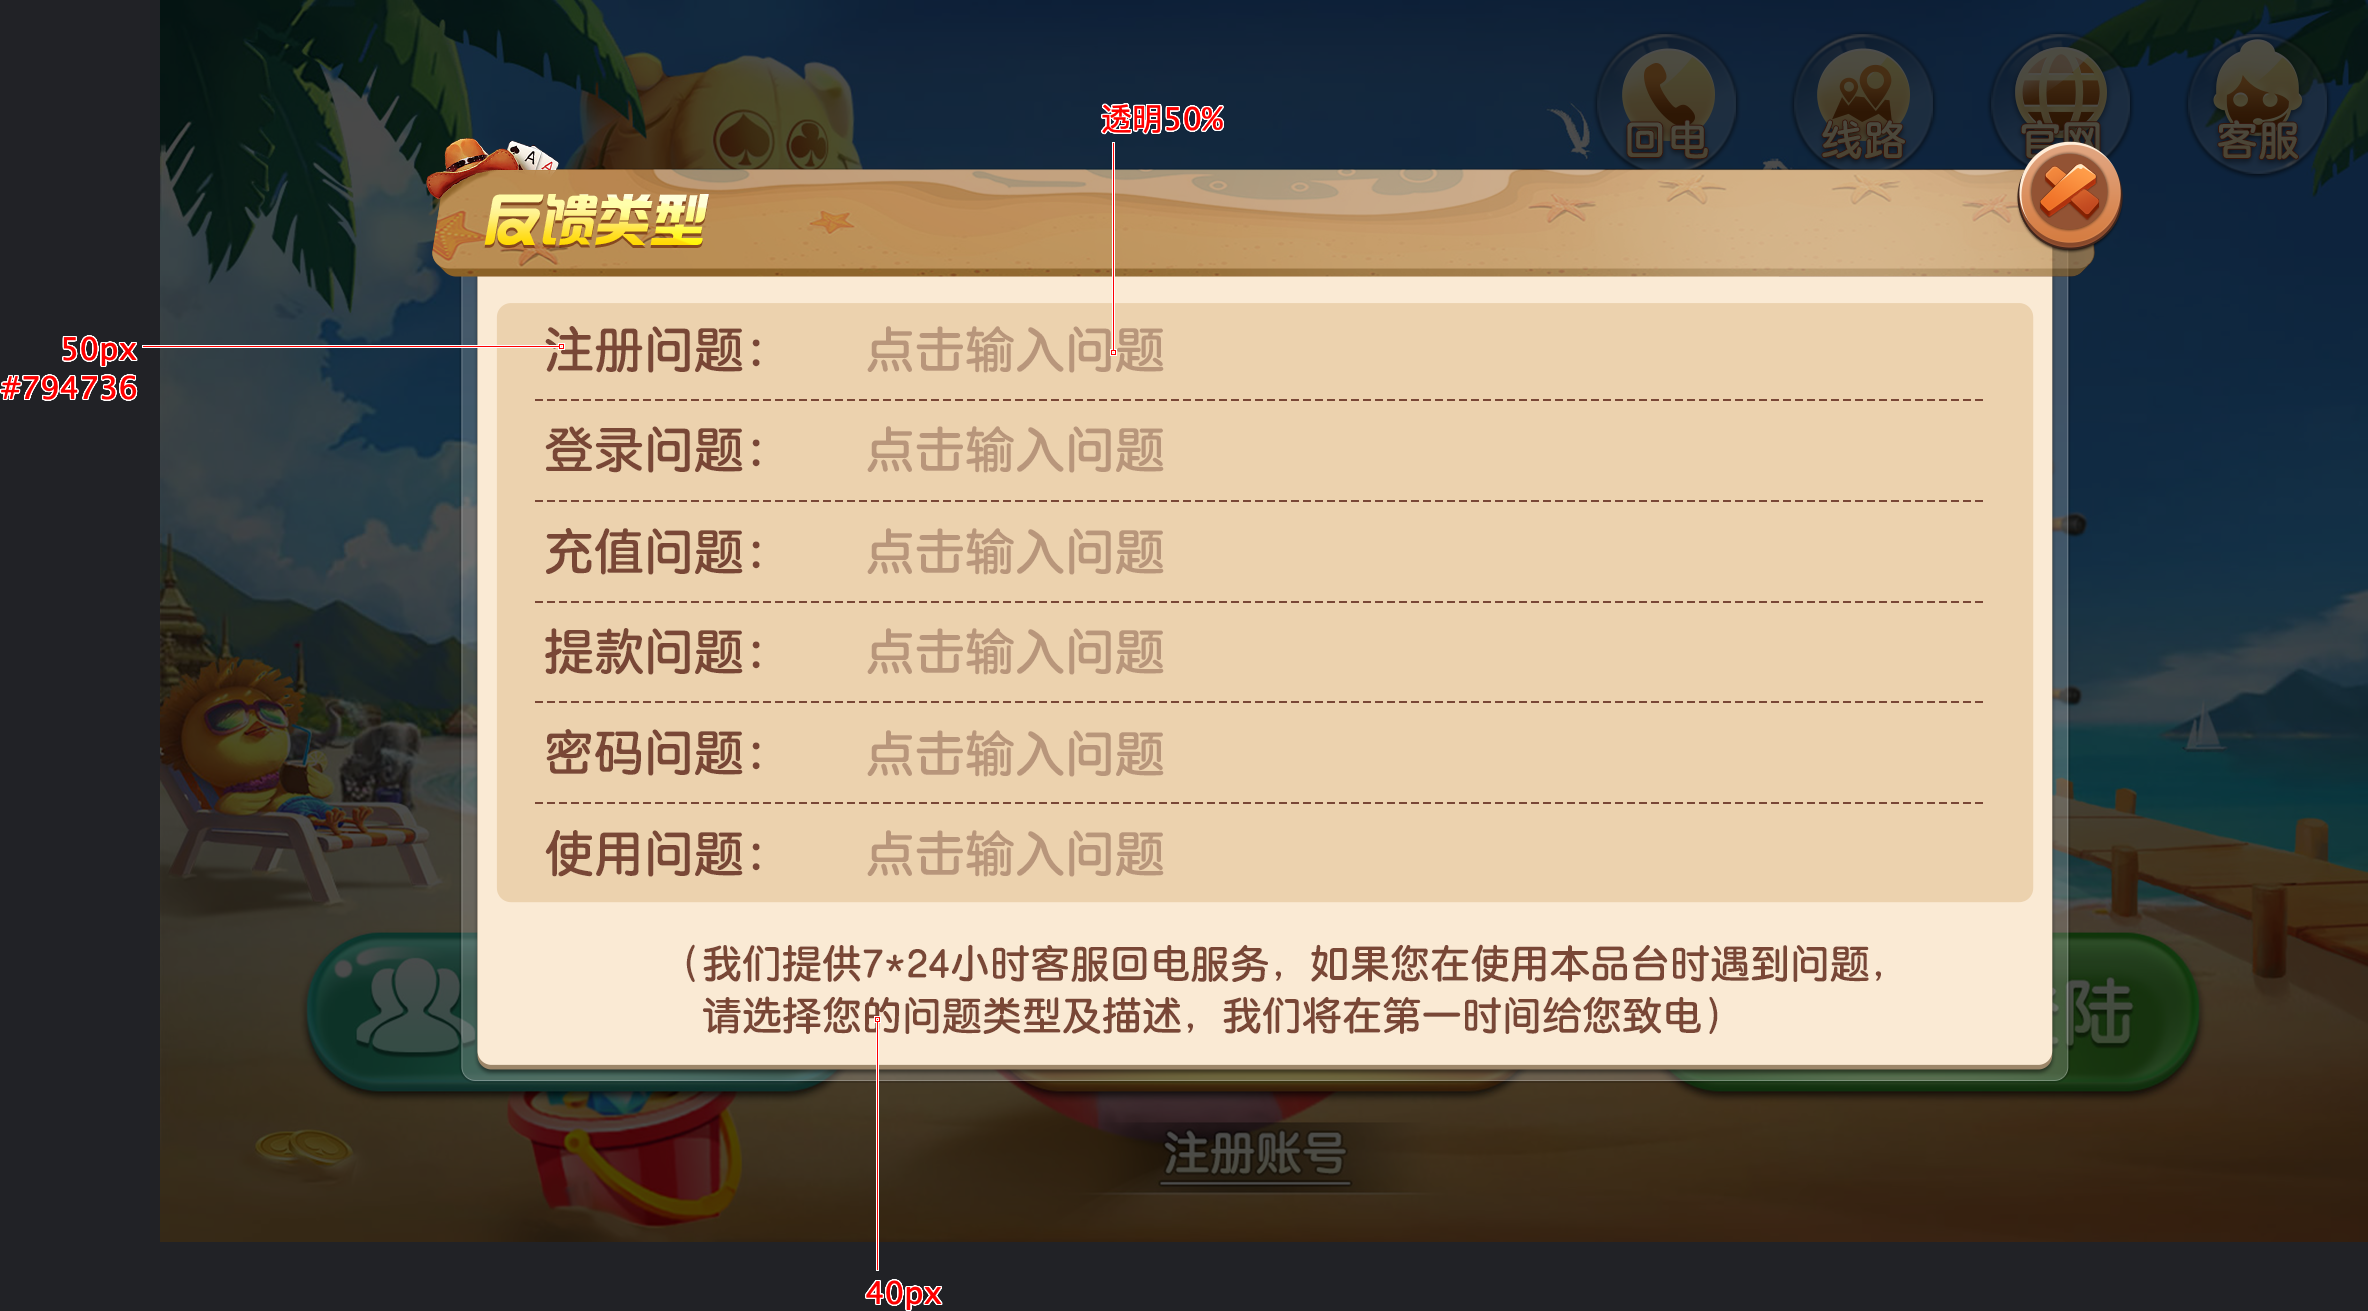 透明50%
回电
线路
官网
客服
A
A
反馈类型
50px
#794736
注册问题：
点击输入问题
登录问题：
点击输入问题
充值问题：
点击输入问题
提款问题：
点击输入问题
密码问题：
点击输入问题
使用问题：
点击输入问题
（我们提供7*24小时客服回电服务，如果您在使用本品台时遇到问题，
请选择您的问题类型及描述，我们将在第一时间给您致电）
陆
注册账号
40px